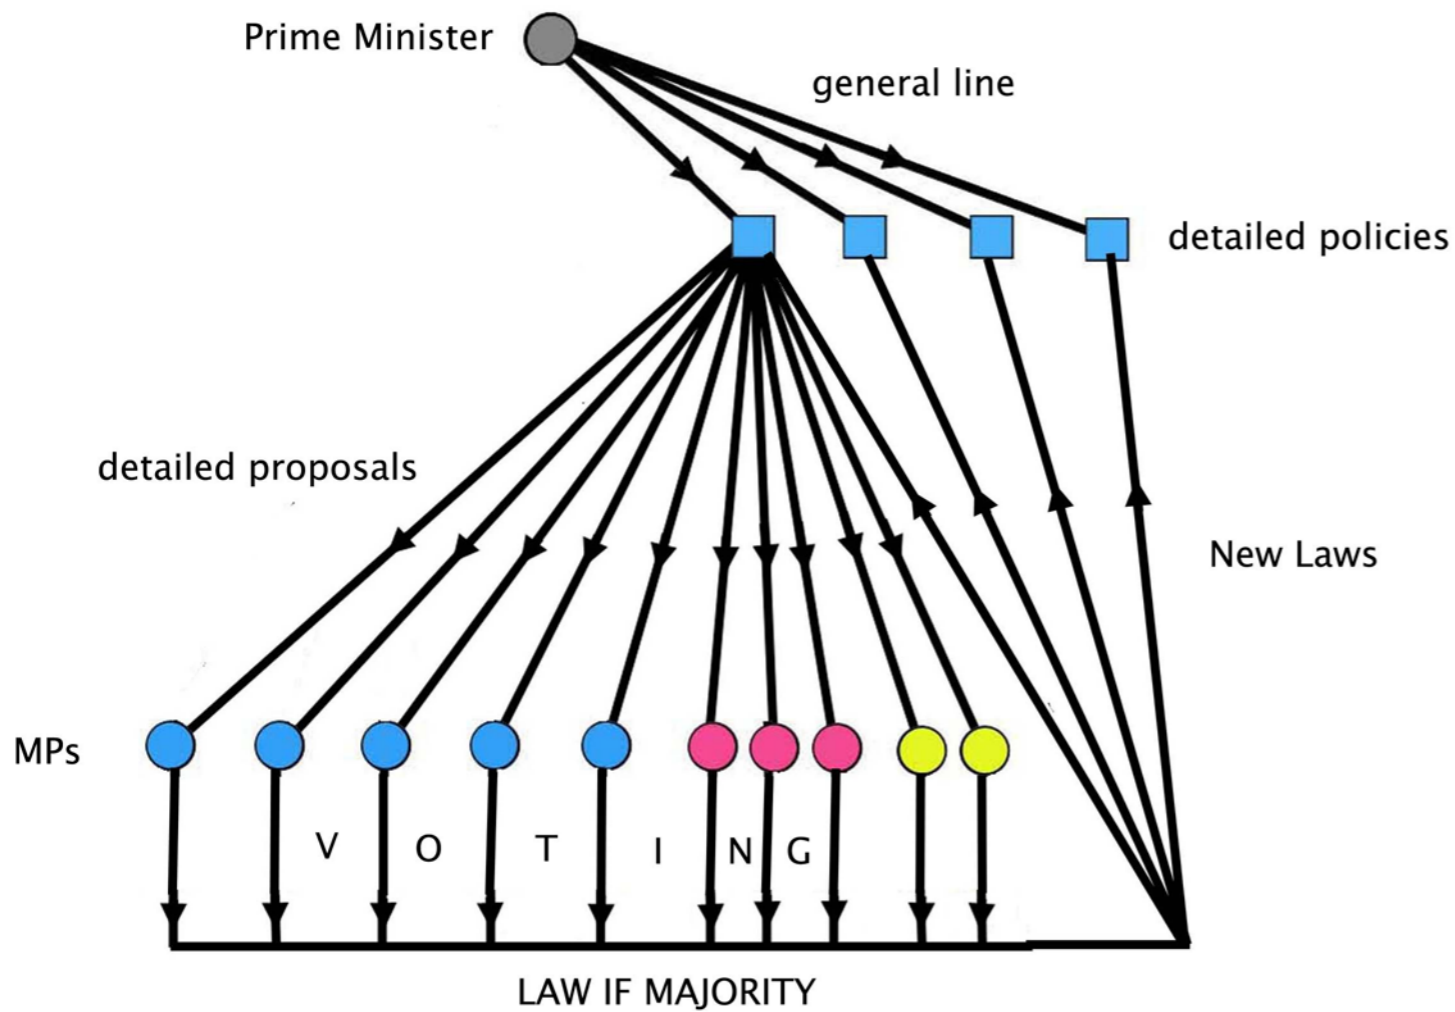 Prime Minister
general line
detailed policies
detailed proposals
New Laws
MPs
V O T I N G
LAW IF MAJORITY